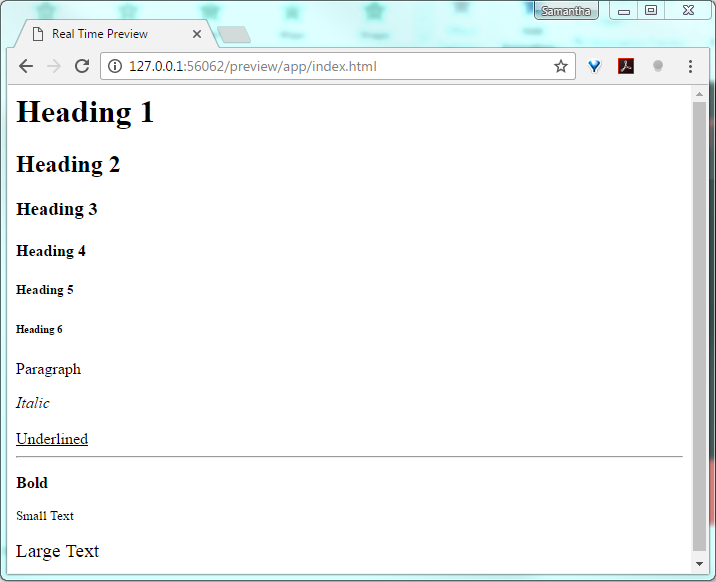 Samantha
Real Time Preview
127.0.0.1:56062/preview/app/index.html
Heading 1
Heading 2
Heading 3
Heading 4
Heading 5
Heading 6
Paragraph
Italic
Underlined
Bold
Small Text
Large Text